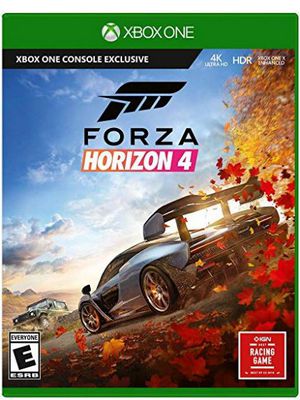 XBOX ONE
XBOX ONE CONSOLE EXCLUSIVE
4K
ULTRA HD
HDR
XBOX ONE X
ENHANCED
FORZA
HORIZON 4
EVERYONE
E
ESRB
IGN
RACING
GAME